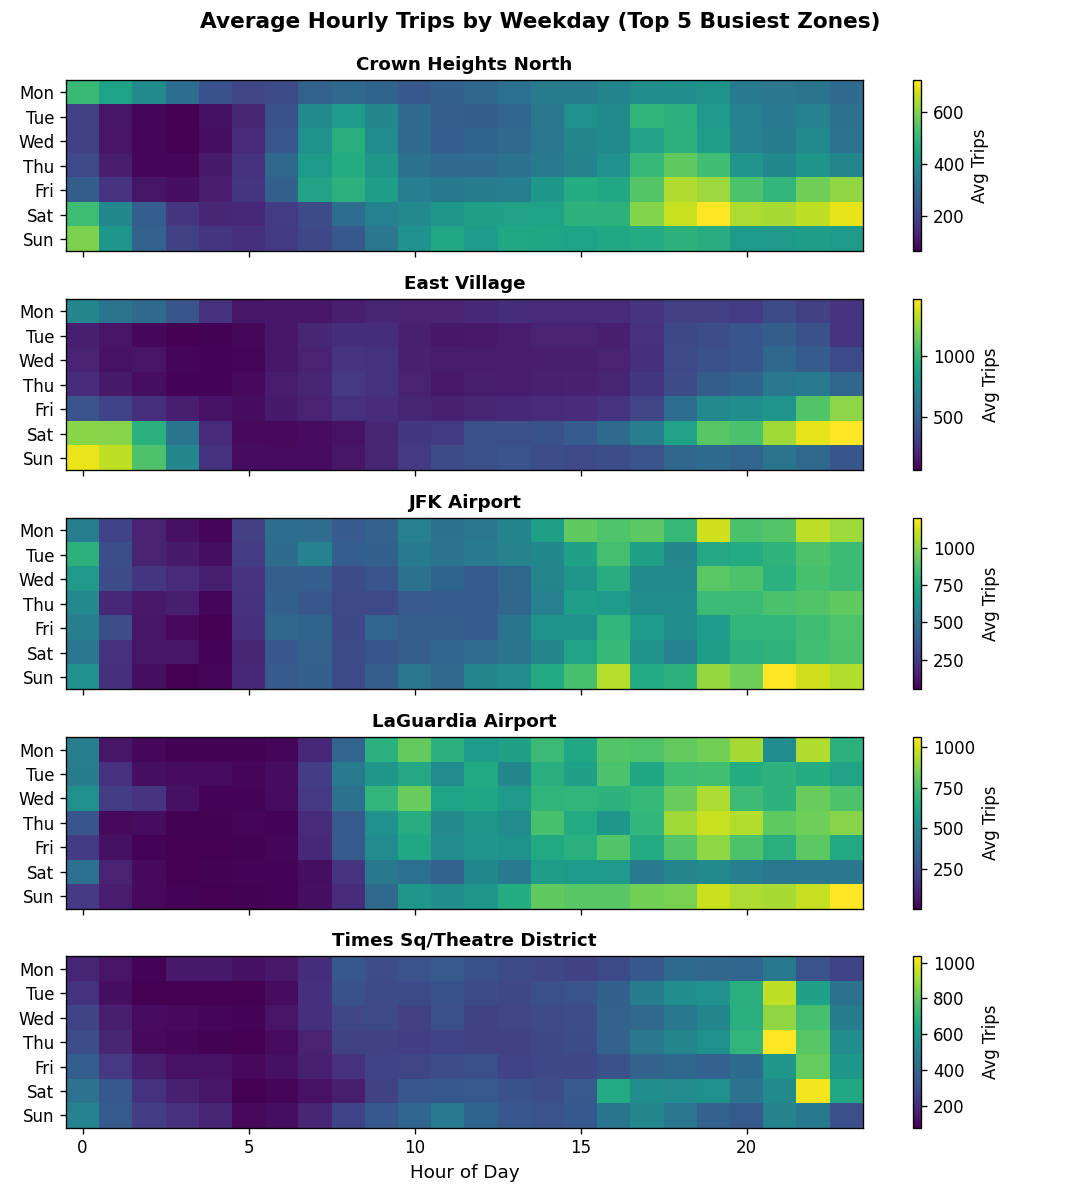 Average Hourly Trips by Weekday (Top 5 Busiest Zones)
Crown Heights North
Mon
Tue
Wed
Thu
Fri
Sat
Sun
600
400
200
Avg Trips
East Village
Mon
Tue
Wed
Thu
Fri
Sat
Sun
1000
500
Avg Trips
JFK Airport
Mon
Tue
Wed
Thu
Fri
Sat
Sun
1000
750
500
250
Avg Trips
LaGuardia Airport
Mon
Tue
Wed
Thu
Fri
Sat
Sun
1000
750
500
250
Avg Trips
Times Sq/Theatre District
Mon
Tue
Wed
Thu
Fri
Sat
Sun
1000
800
600
400
200
Avg Trips
0 5 10 15 20
Hour of Day